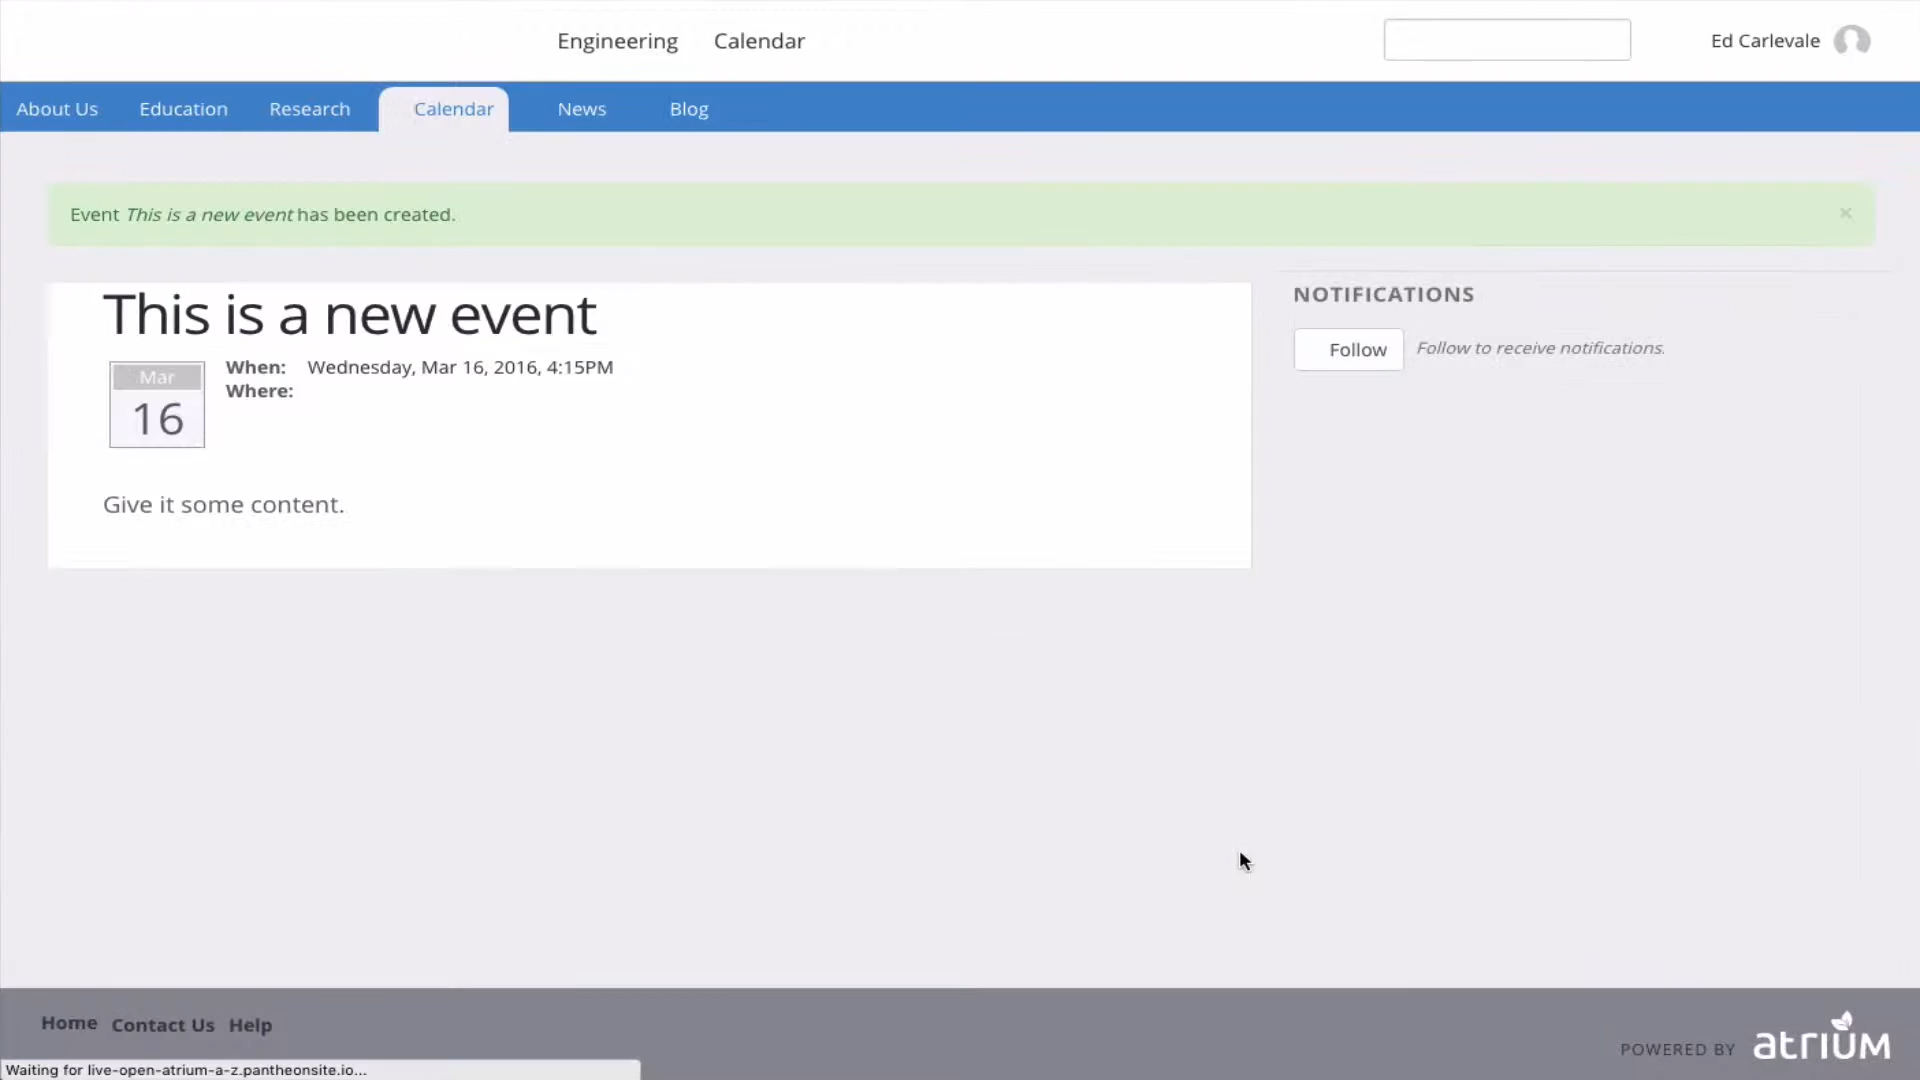 Engineering Calendar
Ed Carlevale
About Us Education Research Calendar News Blog
Event This is a new event has been created.
×
This is a new event
NOTIFICATIONS
Follow Follow to receive notifications.
Mar
16
When: Wednesday, Mar 16, 2016, 4:15PM
Where:
Give it some content.
Home Contact Us Help
POWERED BY atrium
Waiting for live-open-atrium-a-z.pantheonsite.io...